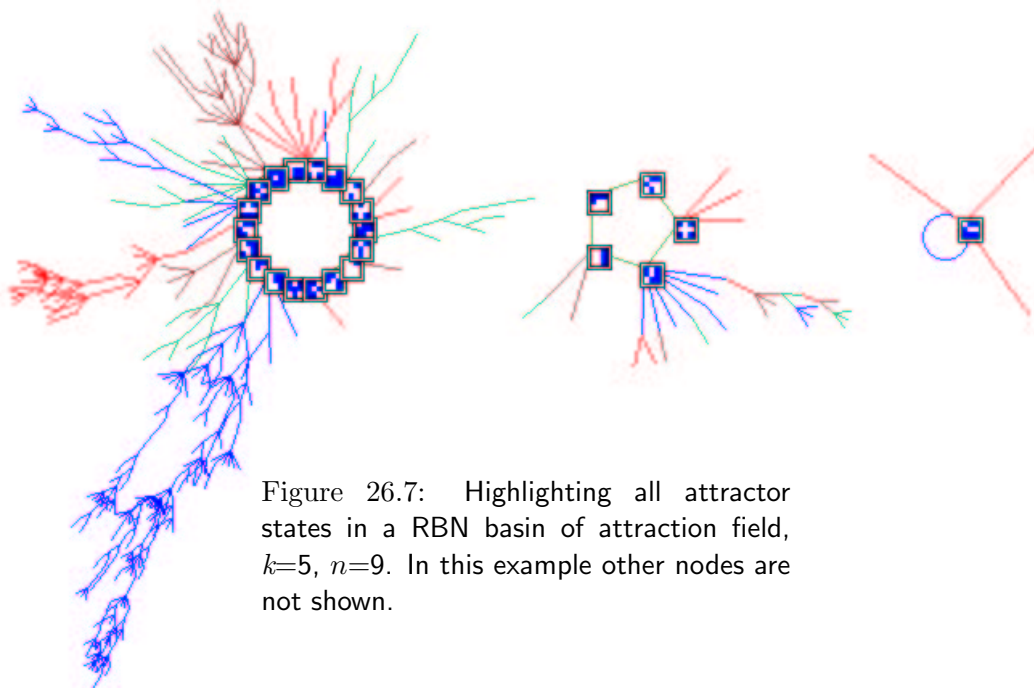 Figure 26.7: Highlighting all attractor
states in a RBN basin of attraction field,
k=5, n=9. In this example other nodes are
not shown.